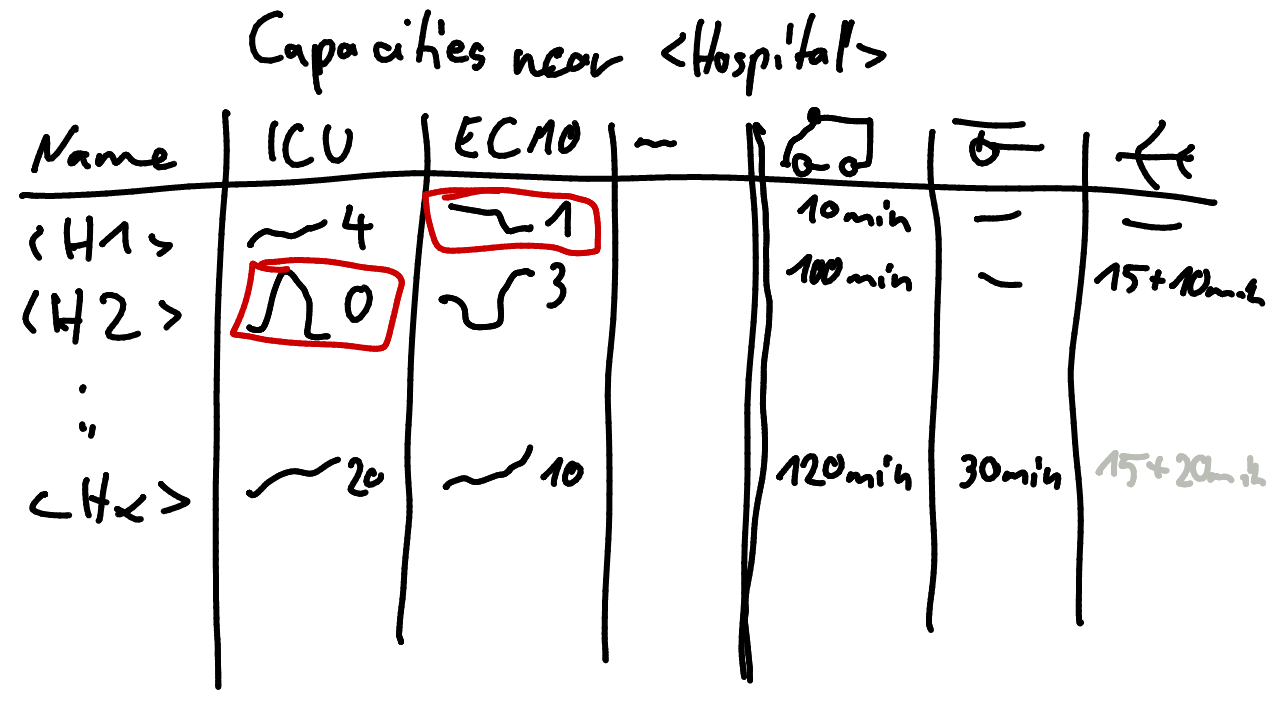 Capacities near <Hospital>
Name ICU ECMO
<H1> 4 1 10min
<H2> 0 3 100min 15+10min
<Hx> 20 10 120min 30min 15+20min